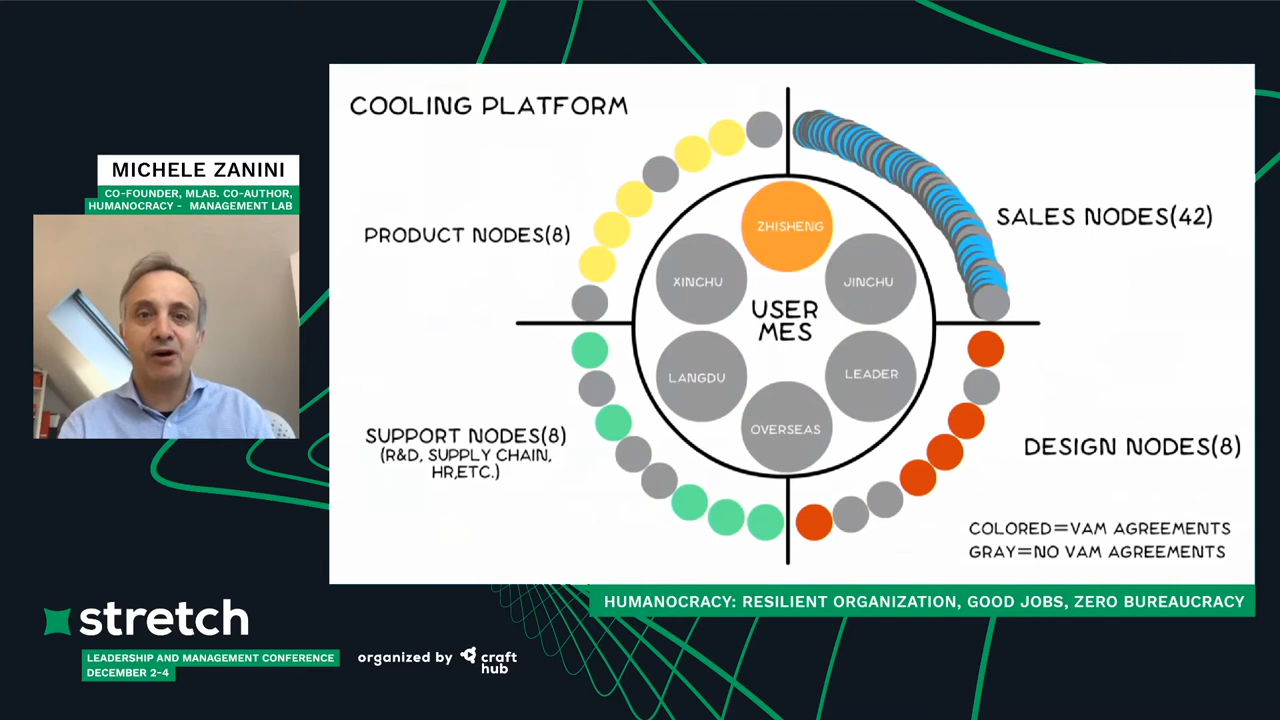 MICHELE ZANINI
CO-FOUNDER, MLAB. CO-AUTHOR,
HUMANOCRACY - MANAGEMENT LAB
COOLING PLATFORM
PRODUCT NODES(8)
SALES NODES(42)
ZHISHENG
XINCHU
JINCHU
USER
MES
LANGDU
LEADER
OVERSEAS
SUPPORT NODES(8)
(R&D, SUPPLY CHAIN,
HR,ETC.)
DESIGN NODES(8)
COLORED=VAM AGREEMENTS
GRAY=NO VAM AGREEMENTS
HUMANOCRACY: RESILIENT ORGANIZATION, GOOD JOBS, ZERO BUREAUCRACY
stretch
LEADERSHIP AND MANAGEMENT CONFERENCE
DECEMBER 2-4
organized by craft
hub